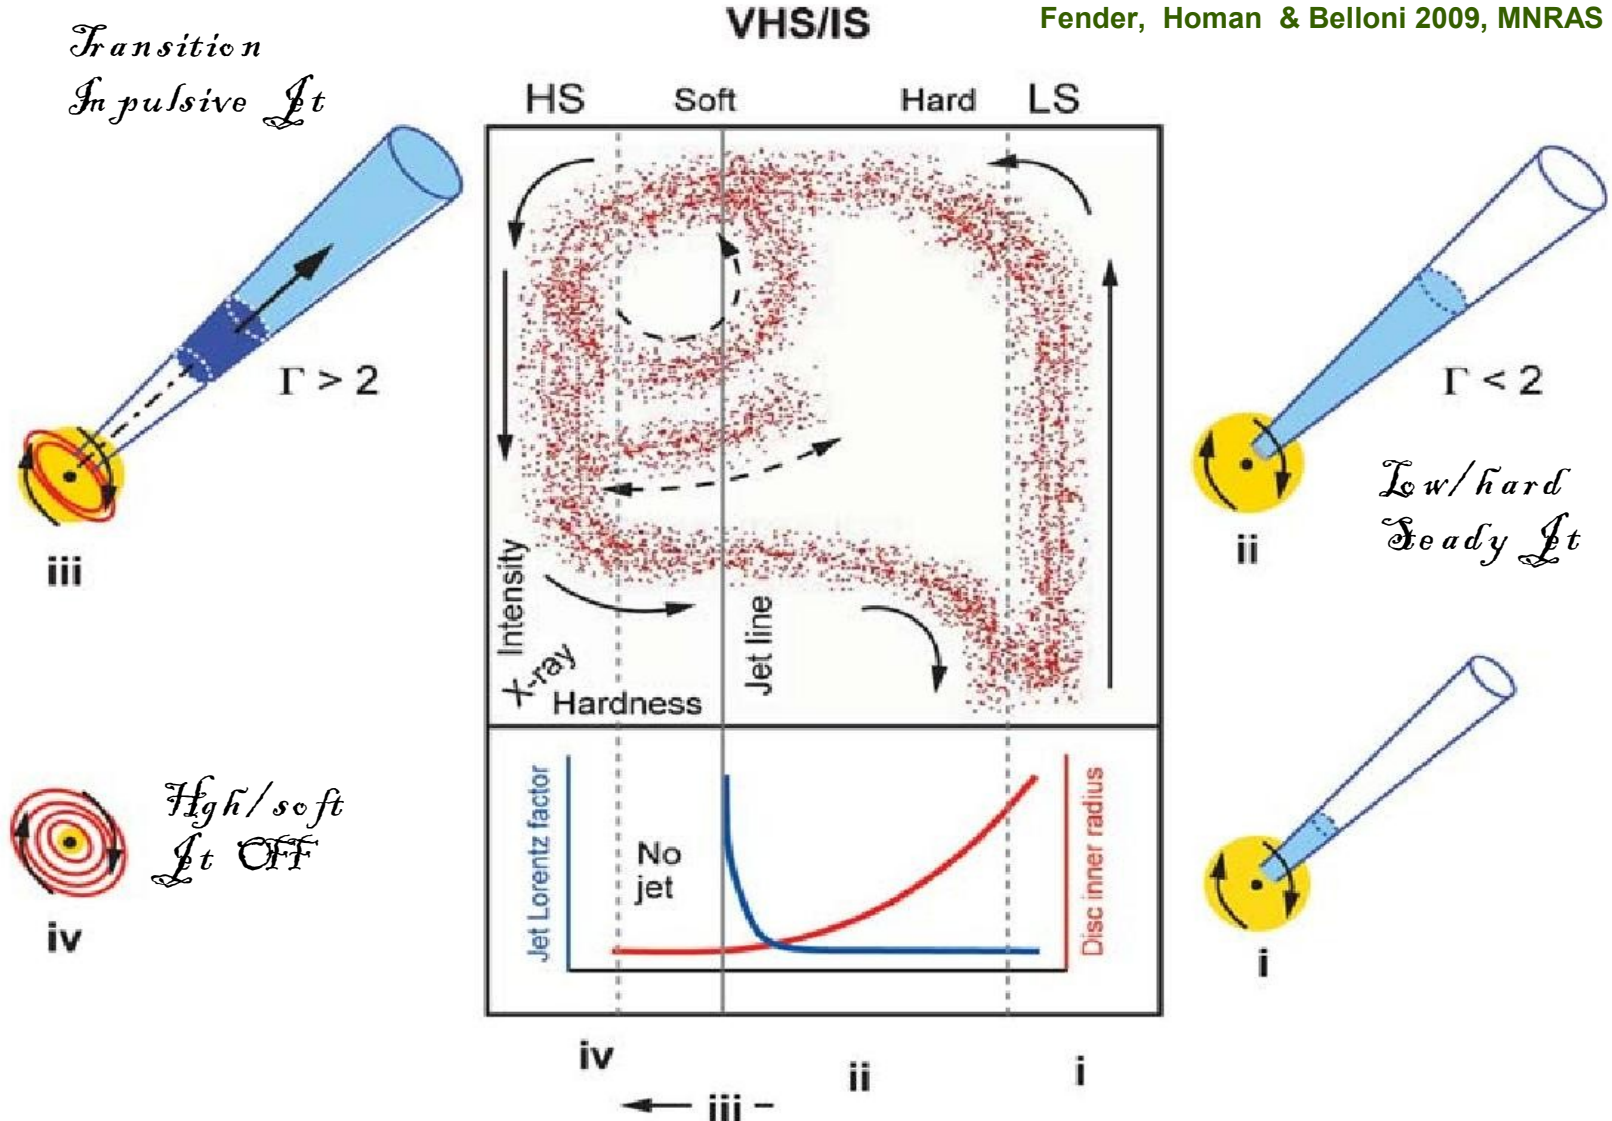 VHS/IS
Fender, Homan & Belloni 2009, MNRAS
Transition
Impulsive Jet
HS
Soft
Hard
LS
Γ > 2
iii
Γ < 2
Low/hard
Steady Jet
ii
Intensity
X-ray
Hardness
Jet line
High/soft
Jet OFF
iv
Jet Lorentz factor
No
jet
Disc inner radius
i
iv
ii
i
iii